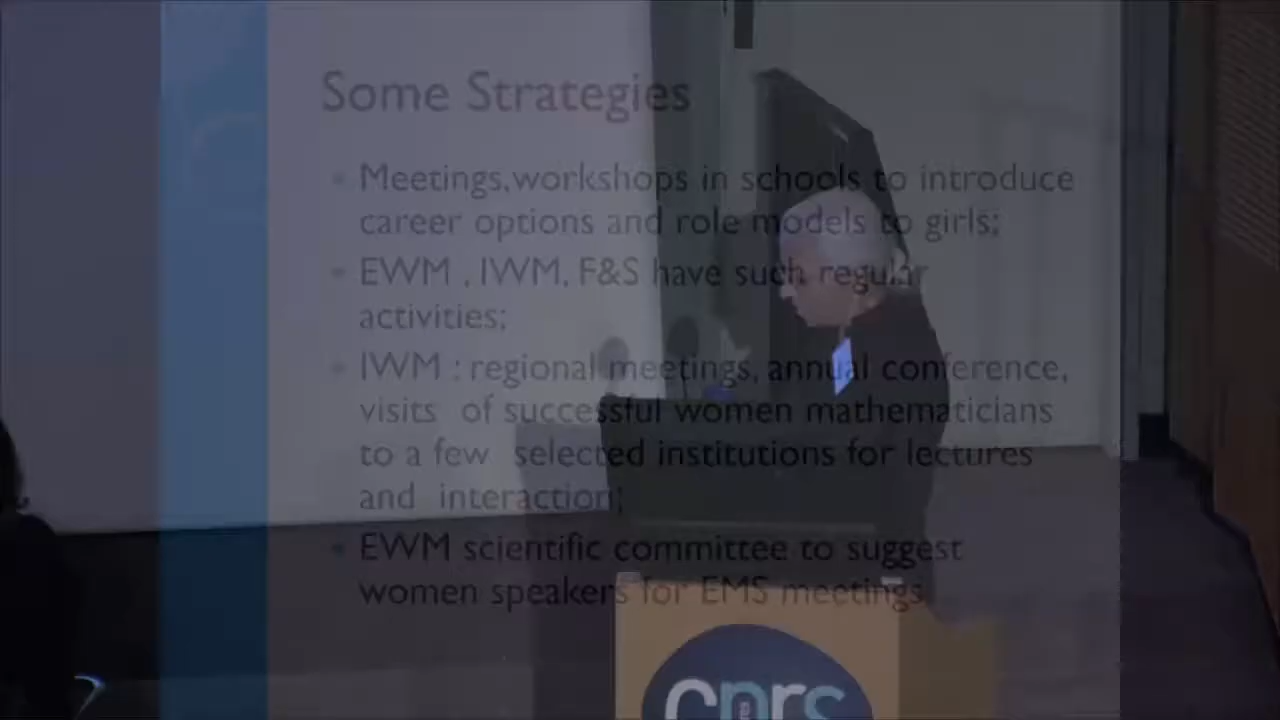 Some Strategies
Meetings,workshops in schools to introduce
career options and role models to girls;
EWM , IWM, F&S have such regular
activities;
IWM : regional meetings, annual conference,
visits of successful women mathematicians
to a few selected institutions for lectures
and interaction;
EWM scientific committee to suggest
women speakers for EMS meetings
cnrs